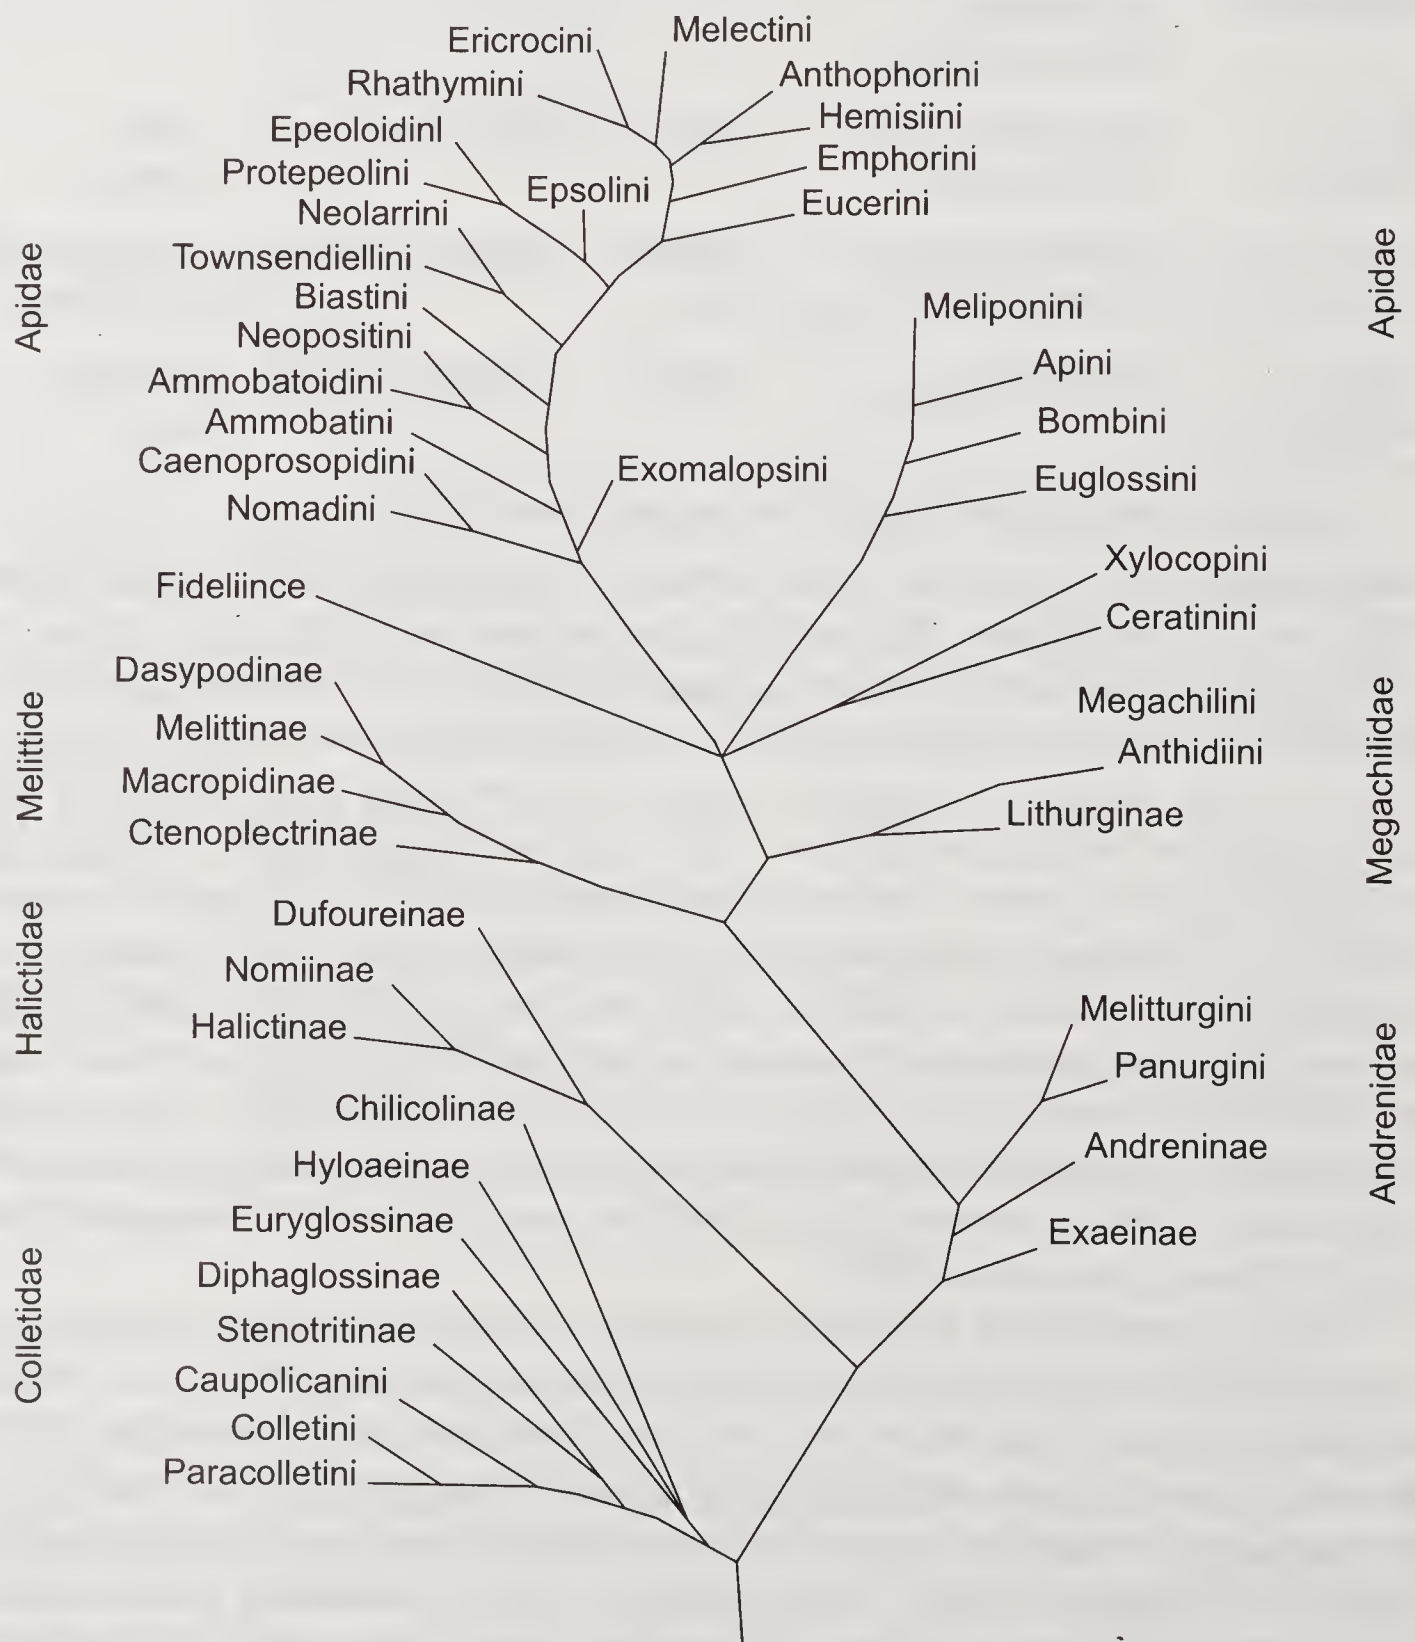 Ericrocini
Melectini
Rhathymini
Anthophorini
Epeoloidinl
Hemisiini
Protepeolini
Emphorini
Epsolini
Neolarrini
Eucerini
Townsendiellini
Apidae
Apidae
Biastini
Meliponini
Neopositini
Apini
Ammobatoidini
Ammobatini
Bombini
Caenoprosopidini
Exomalopsini
Nomadini
Euglossini
Fideliince
Xylocopini
Ceratinini
Dasypodinae
Megachilini
Melittinae
Anthidiini
Melittide
Megachilidae
Macropidinae
Lithurginae
Ctenoplectrinae
Dufoureinae
Nomiinae
Halictidae
Melitturgini
Halictinae
Panurgini
Chilicolinae
Andrenidae
Andreninae
Hyloaeinae
Euryglossinae
Exaeinae
Diphaglossinae
Stenotritinae
Colletidae
Caupolicanini
Colletini
Paracolletini